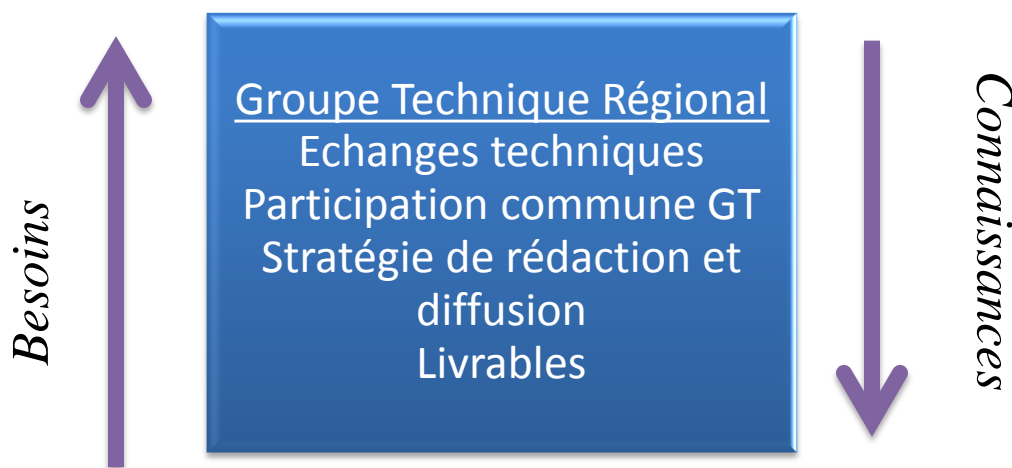 Besoins
Groupe Technique Régional
Echanges techniques
Participation commune GT
Stratégie de rédaction et
diffusion
Livrables
Connaissances